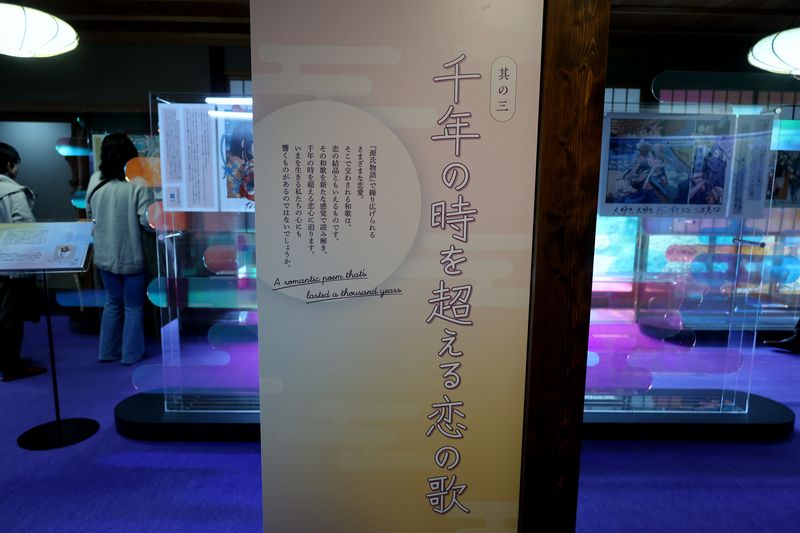 其の三
千年の時を超える恋の歌
『源氏物語』で繰り広げられる
さまざまな恋愛。
そこで交わされる和歌は、
恋の結晶ともいえるものです。
その和歌を新たな感覚で読み解き、
千年の時を超える恋心に迫ります。
いまを生きる私たちの心にも
響くものがあるのではないでしょうか。
A romantic poem that's
lasted a thousand years